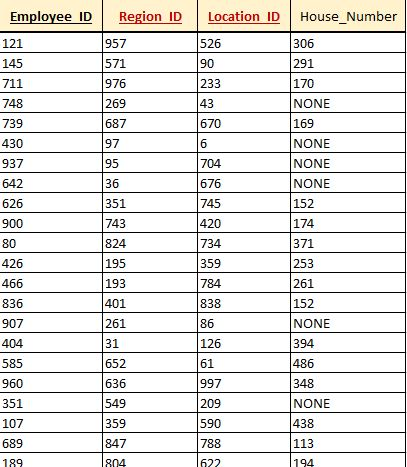 Employee_ID Region_ID Location_ID House_Number
121 957 526 306
145 571 90 291
711 976 233 170
748 269 43 NONE
739 687 670 169
430 97 6 NONE
937 95 704 NONE
642 36 676 NONE
626 351 745 152
900 743 420 174
80 824 734 371
426 195 359 253
466 193 784 261
836 401 838 152
907 261 86 NONE
404 31 126 394
585 652 61 486
960 636 997 348
351 549 209 NONE
107 359 590 438
689 847 788 113
189 804 622 194